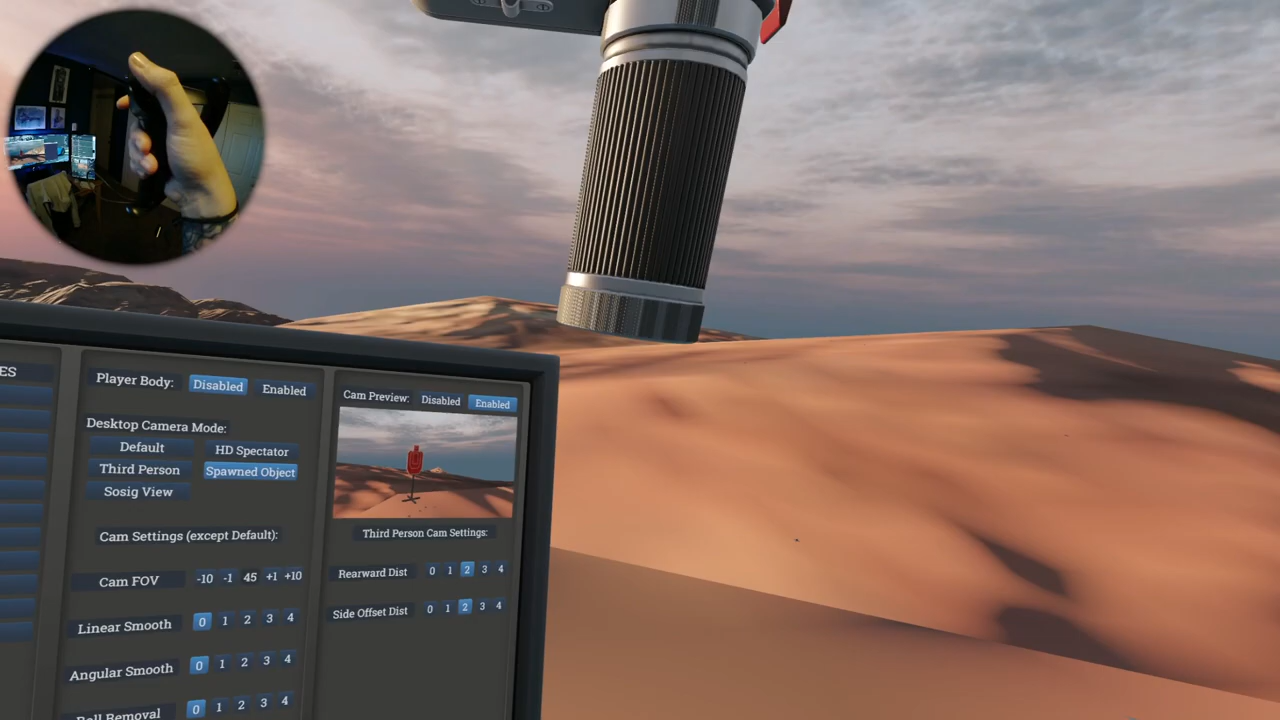 ES
Player Body: Disabled Enabled
Desktop Camera Mode:
Default HD Spectator
Third Person Spawned Object
Sosig View
Cam Settings (except Default):
Cam FOV -10 -1 45 +1 +10
Linear Smooth 0 1 2 3 4
Angular Smooth 0 1 2 3 4
Roll Removal 0 1 2 3 4
Cam Preview: Disabled Enabled
Third Person Cam Settings:
Rearward Dist 0 1 2 3 4
Side Offset Dist 0 1 2 3 4